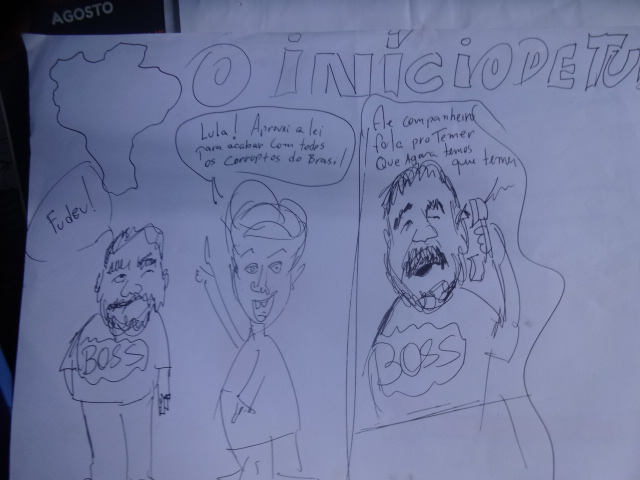 AGOSTO
O INÍCIO DE TU
Fudeu!
Lula! Aprovei a lei
para acabar com todos
os corruptos do Brasil!
companheiro
fala pro Temer
Que Agora temos
que temer
BOSS
BOSS